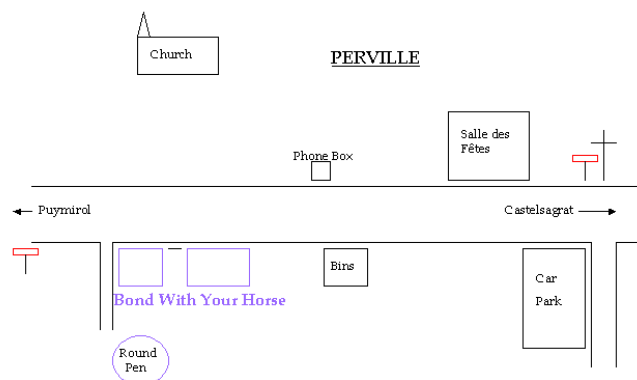 Church
PERVILLE
Salle des
Fêtes
Phone Box
Puymirol
Castelsagrat
Bins
Car
Park
Bond With Your Horse
Round
Pen